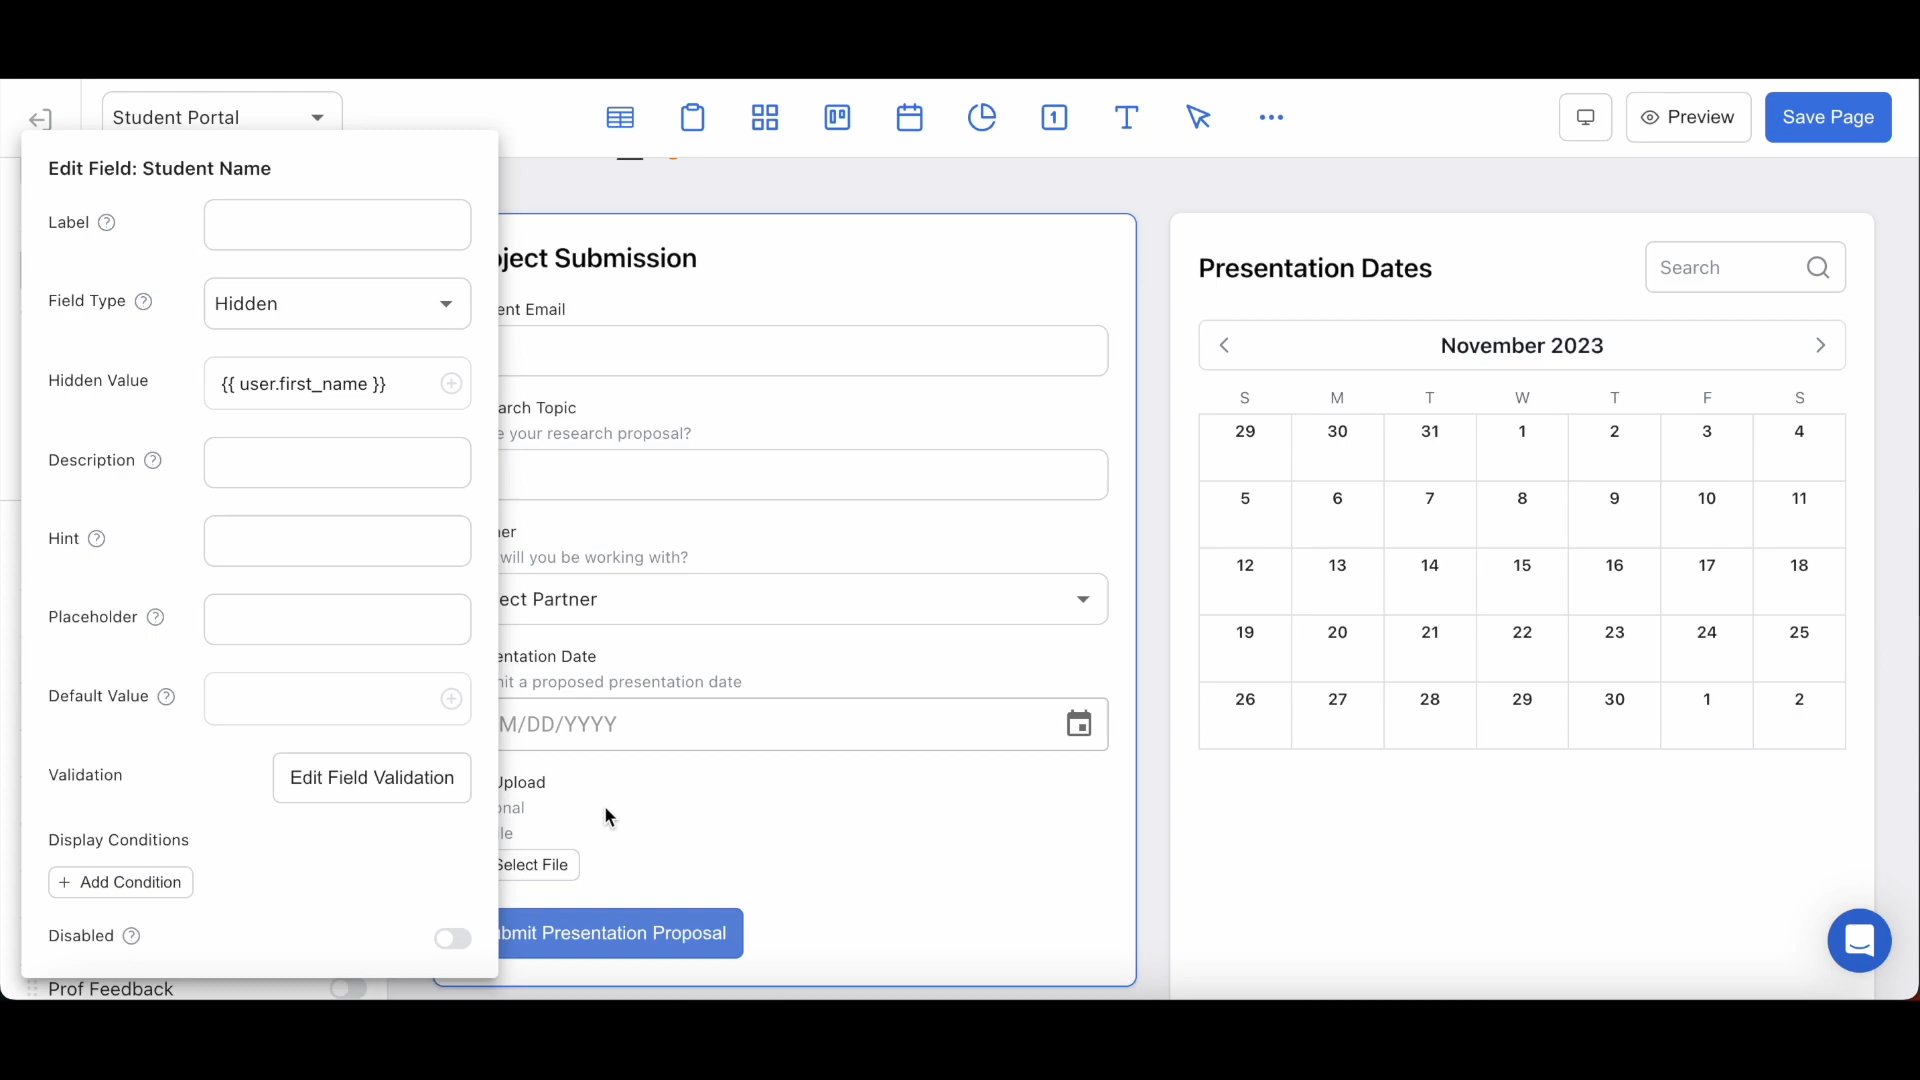 Student Portal
1
T
Preview
Save Page
Edit Field: Student Name
Label ?
Field Type ?
Hidden
Hidden Value
{{ user.first_name }}
Description ?
Hint ?
Placeholder ?
Default Value ?
Validation
Edit Field Validation
Display Conditions
+ Add Condition
Disabled ?
Prof Feedback
ject Submission
ent Email
arch Topic
e your research proposal?
ner
will you be working with?
ect Partner
entation Date
it a proposed presentation date
M/DD/YYYY
Upload
onal
le
Select File
bmit Presentation Proposal
Presentation Dates
Search
November 2023
S M T W T F S
29 30 31 1 2 3 4
5 6 7 8 9 10 11
12 13 14 15 16 17 18
19 20 21 22 23 24 25
26 27 28 29 30 1 2